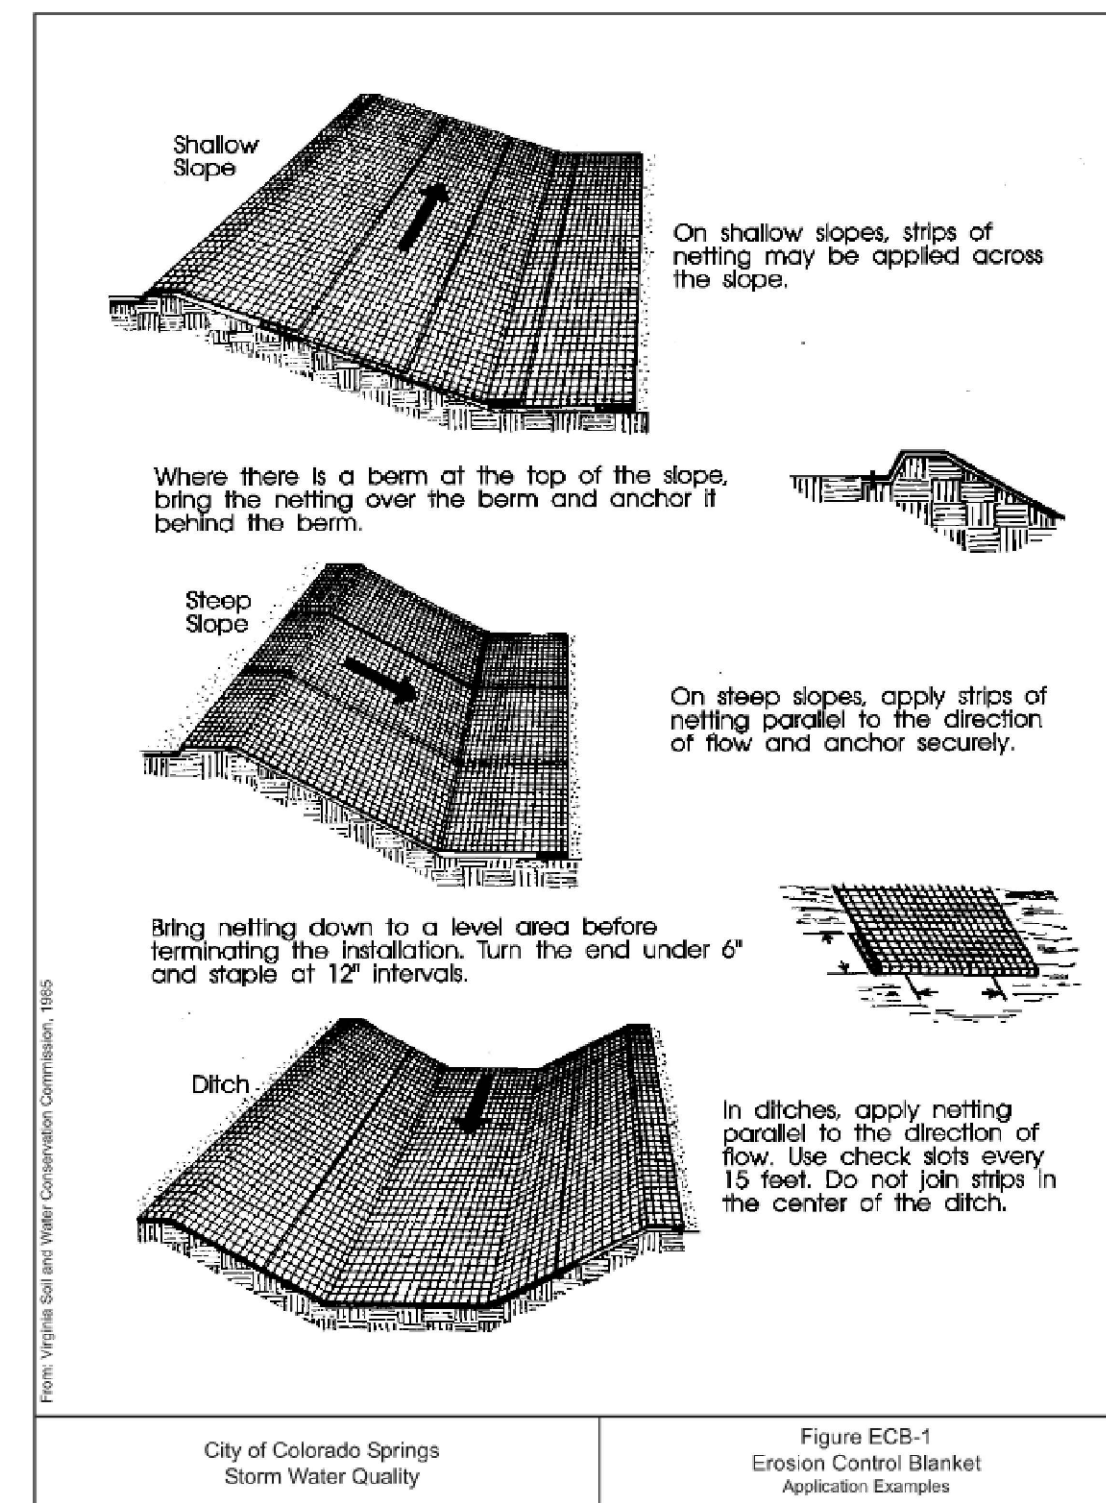 Shallow
Slope
On shallow slopes, strips of
netting may be applied across
the slope.
Where there is a berm at the top of the slope,
bring the netting over the berm and anchor it
behind the berm.
Steep
Slope
On steep slopes, apply strips of
netting parallel to the direction
of flow and anchor securely.
Bring netting down to a level area before
terminating the installation. Turn the end under 6"
and staple at 12" intervals.
Ditch
In ditches, apply netting
parallel to the direction of
flow. Use check slots every
15 feet. Do not join strips in
the center of the ditch.
From: Virginia Soil and Water Conservation Commission, 1985
City of Colorado Springs
Storm Water Quality
Figure ECB-1
Erosion Control Blanket
Application Examples